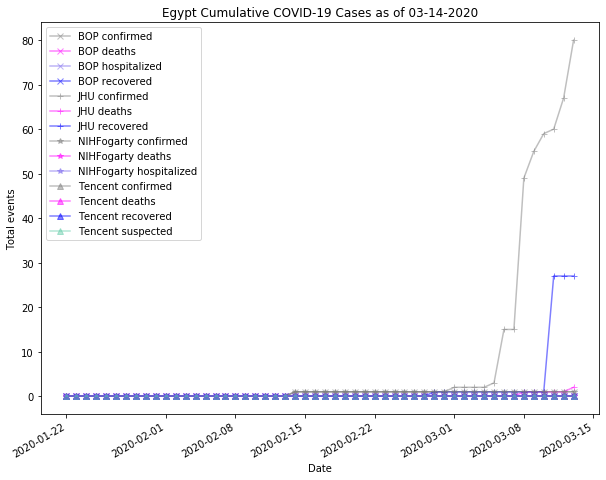 Egypt Cumulative COVID-19 Cases as of 03-14-2020
BOP confirmed
BOP deaths
BOP hospitalized
BOP recovered
JHU confirmed
JHU deaths
JHU recovered
NIHFogarty confirmed
NIHFogarty deaths
NIHFogarty hospitalized
Tencent confirmed
Tencent deaths
Tencent recovered
Tencent suspected
Total events
80
70
60
50
40
30
20
10
0
2020-01-22
2020-02-01
2020-02-08
2020-02-15
2020-02-22
2020-03-01
2020-03-08
2020-03-15
Date